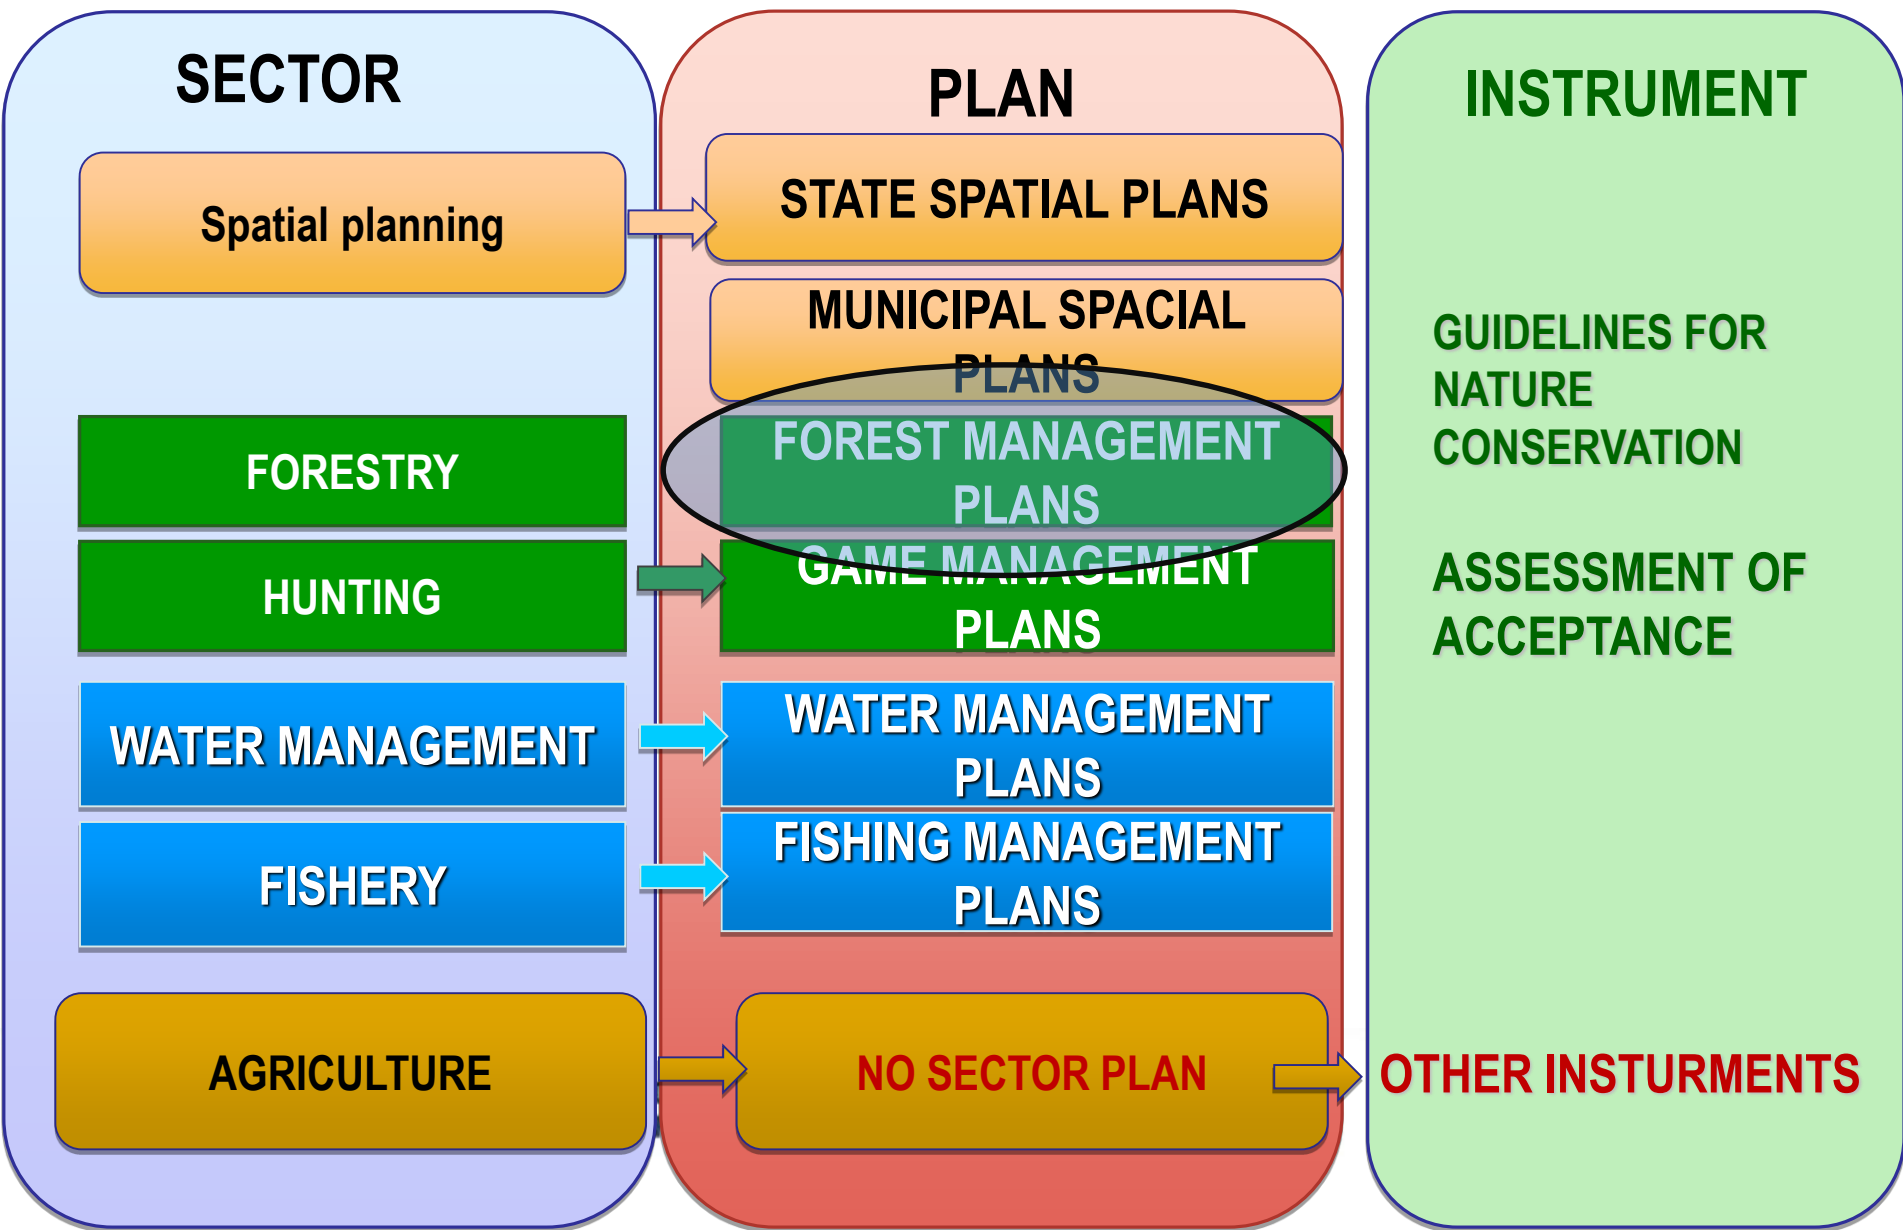 SECTOR
PLAN
INSTRUMENT
Spatial planning
STATE SPATIAL PLANS
MUNICIPAL SPACIAL
PLANS
GUIDELINES FOR
NATURE
CONSERVATION
FORESTRY
FOREST MANAGEMENT
PLANS
HUNTING
GAME MANAGEMENT
PLANS
ASSESSMENT OF
ACCEPTANCE
WATER MANAGEMENT
WATER MANAGEMENT
PLANS
FISHERY
FISHING MANAGEMENT
PLANS
AGRICULTURE
NO SECTOR PLAN
OTHER INSTURMENTS